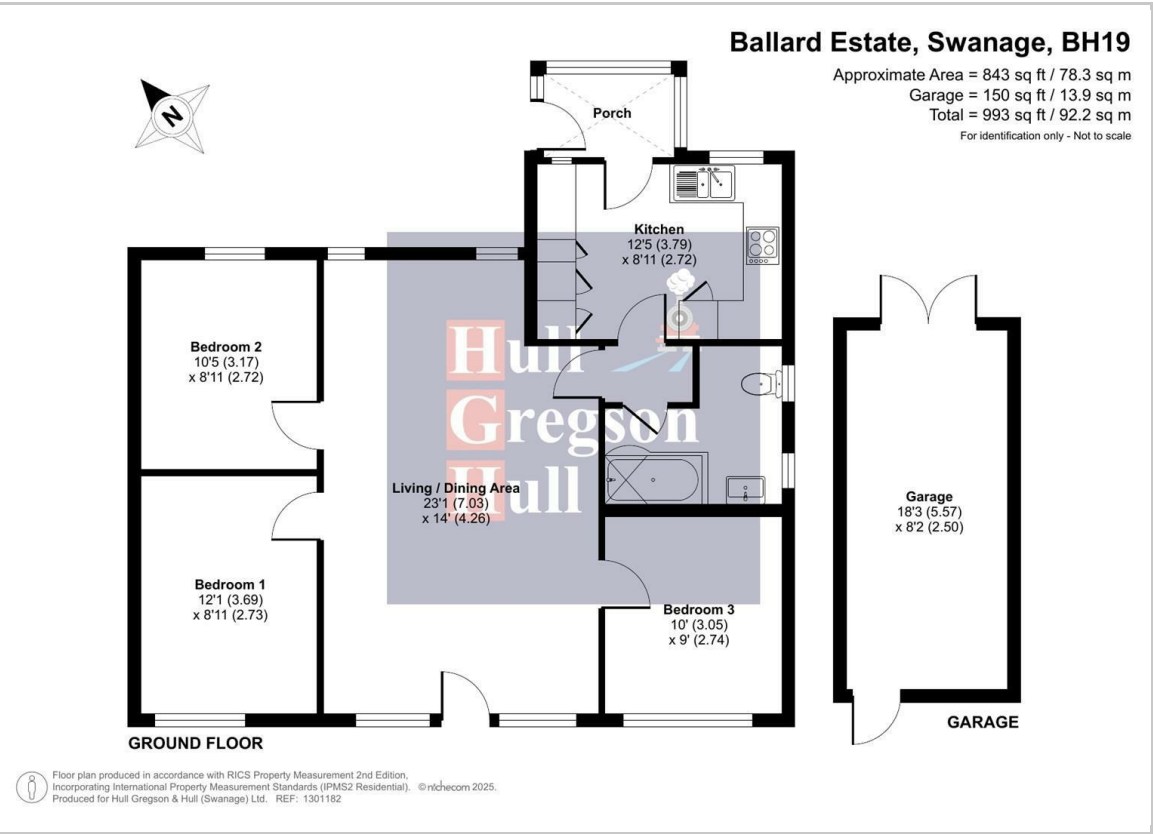 Ballard Estate, Swanage, BH19
Approximate Area = 843 sq ft / 78.3 sq m
Garage = 150 sq ft / 13.9 sq m
Total = 993 sq ft / 92.2 sq m
For identification only - Not to scale
N
Porch
Kitchen
12'5 (3.79)
x 8'11 (2.72)
Bedroom 2
10'5 (3.17)
x 8'11 (2.72)
Hull
Gregson
Hull
Living / Dining Area
23'1 (7.03)
x 14' (4.26)
Garage
18'3 (5.57)
x 8'2 (2.50)
Bedroom 1
12'1 (3.69)
x 8'11 (2.73)
Bedroom 3
10' (3.05)
x 9' (2.74)
GROUND FLOOR
GARAGE
Floor plan produced in accordance with RICS Property Measurement 2nd Edition,
Incorporating International Property Measurement Standards (IPMS2 Residential). © nichecom 2025.
Produced for Hull Gregson & Hull (Swanage) Ltd. REF: 1301182